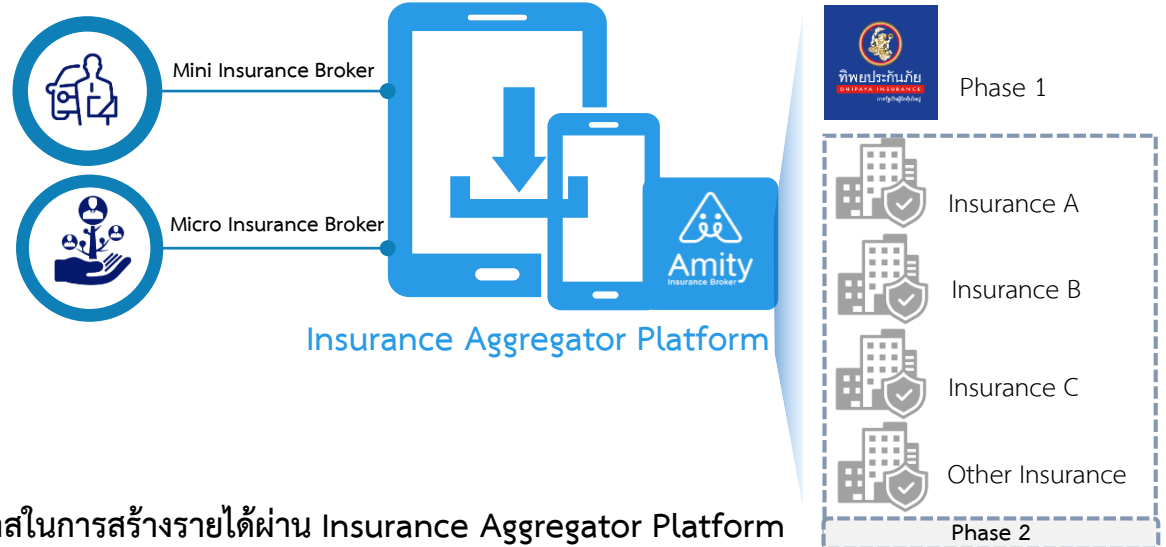 Mini Insurance Broker
Micro Insurance Broker
Amity
Insurance Broker
Insurance Aggregator Platform
ทิพยประกันภัย
DHIPAYA INSURANCE
Phase 1
Insurance A
Insurance B
Insurance C
Other Insurance
Phase 2
ในการสร้างรายได้ผ่าน Insurance Aggregator Platform